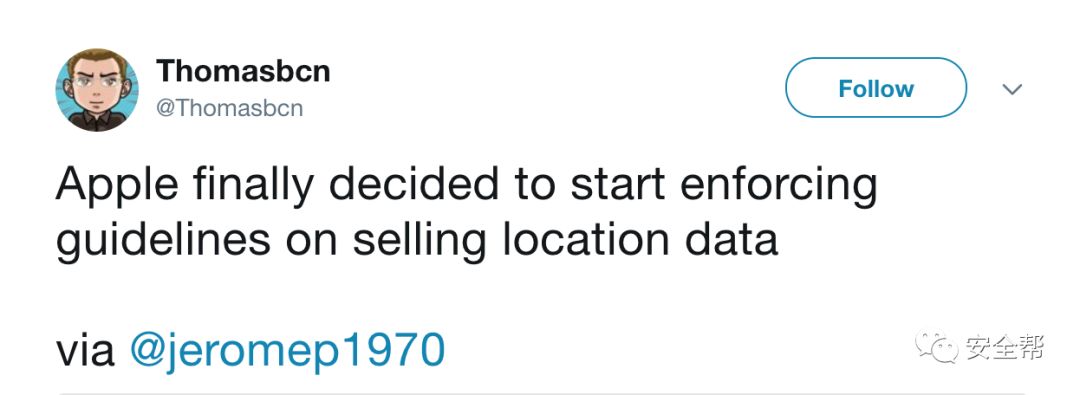 Thomasbcn
@Thomasbcn
Follow
Apple finally decided to start enforcing
guidelines on selling location data
via @jeromep1970
安全帮